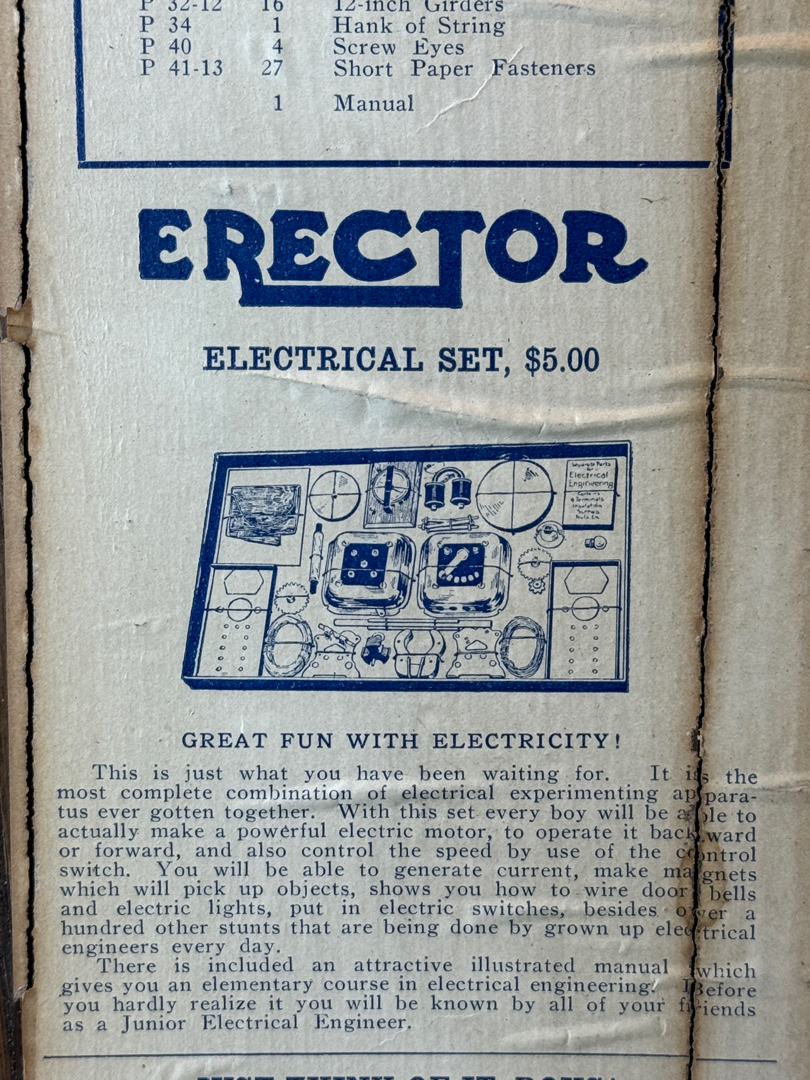 P 32-12 16 12-inch Girders
P 34 1 Hank of String
P 40 4 Screw Eyes
P 41-13 27 Short Paper Fasteners
1 Manual
ERECTOR
ELECTRICAL SET, $5.00
Electrical
Engineering
GREAT FUN WITH ELECTRICITY!
This is just what you have been waiting for. It is the
most complete combination of electrical experimenting appara-
tus ever gotten together. With this set every boy will be able to
actually make a powerful electric motor, to operate it backward
or forward, and also control the speed by use of the control
switch. You will be able to generate current, make magnets
which will pick up objects, shows you how to wire door bells
and electric lights, put in electric switches, besides over a
hundred other stunts that are being done by grown up electrical
engineers every day.
There is included an attractive illustrated manual which
gives you an elementary course in electrical engineering. Before
you hardly realize it you will be known by all of your friends
as a Junior Electrical Engineer.